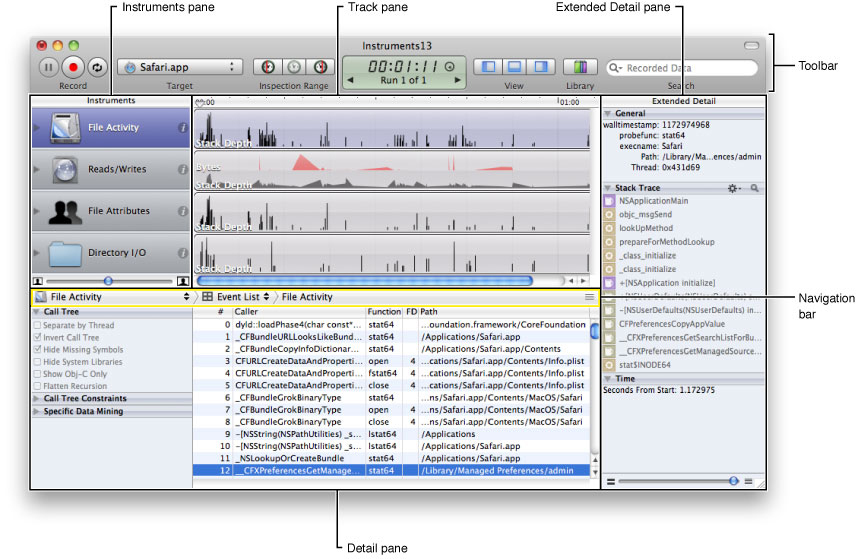 Instruments pane
Track pane
Extended Detail pane
Toolbar
Instruments13
Safari.app
00:01:11
Run 1 of 1
Recorded Data
Record
Target
Inspection Range
View
Library
Search
Instruments
00:00
01:00
Extended Detail
File Activity
Stack Depth
Reads/Writes
Bytes
Stack Depth
File Attributes
Stack Depth
Directory I/O
Stack Depth
General
walltimestamp: 1172974968
probefunc: stat64
execname: Safari
Path: /Library/Ma...ences/admin
Thread: 0x431d69
Stack Trace
NSApplicationMain
objc_msgSend
lookUpMethod
prepareForMethodLookup
_class_initialize
_class_initialize
+[NSApplication initialize]
-[NSUserDefaults(NSUserDefaults) in...
CFPreferencesCopyAppValue
__CFXPreferencesGetSearchListForBu...
__CFXPreferencesGetManagedSource...
stat$INODE64
Time
Seconds From Start: 1.172975
Navigation
bar
File Activity
Event List
File Activity
Call Tree
Separate by Thread
Invert Call Tree
Hide Missing Symbols
Hide System Libraries
Show Obj-C Only
Flatten Recursion
Call Tree Constraints
Specific Data Mining
# Caller Function FD Path
0 dyld::loadPhase4(char const*... stat64 ...oundation.framework/CoreFoundation
1 _CFBundleURLLooksLikeBund... stat64 /Applications/Safari.app
2 _CFBundleCopyInfoDictionar... stat64 /Applications/Safari.app/Contents
3 CFURLCreateDataAndProperti... open 4 ...cations/Safari.app/Contents/Info.plist
4 CFURLCreateDataAndProperti... fstat64 4 ...cations/Safari.app/Contents/Info.plist
5 CFURLCreateDataAndProperti... close 4 ...cations/Safari.app/Contents/Info.plist
6 _CFBundleGrokBinaryType stat64 ...ns/Safari.app/Contents/MacOS/Safari
7 _CFBundleGrokBinaryType open 4 ...ns/Safari.app/Contents/MacOS/Safari
8 _CFBundleGrokBinaryType close 4 ...ns/Safari.app/Contents/MacOS/Safari
9 -[NSString(NSPathUtilities) _s... lstat64 /Applications
10 -[NSString(NSPathUtilities) _s... lstat64 /Applications/Safari.app
11 _NSLookupOrCreateBundle stat64 /Applications/Safari.app
12 __CFXPreferencesGetManage... stat64 /Library/Managed Preferences/admin
Detail pane